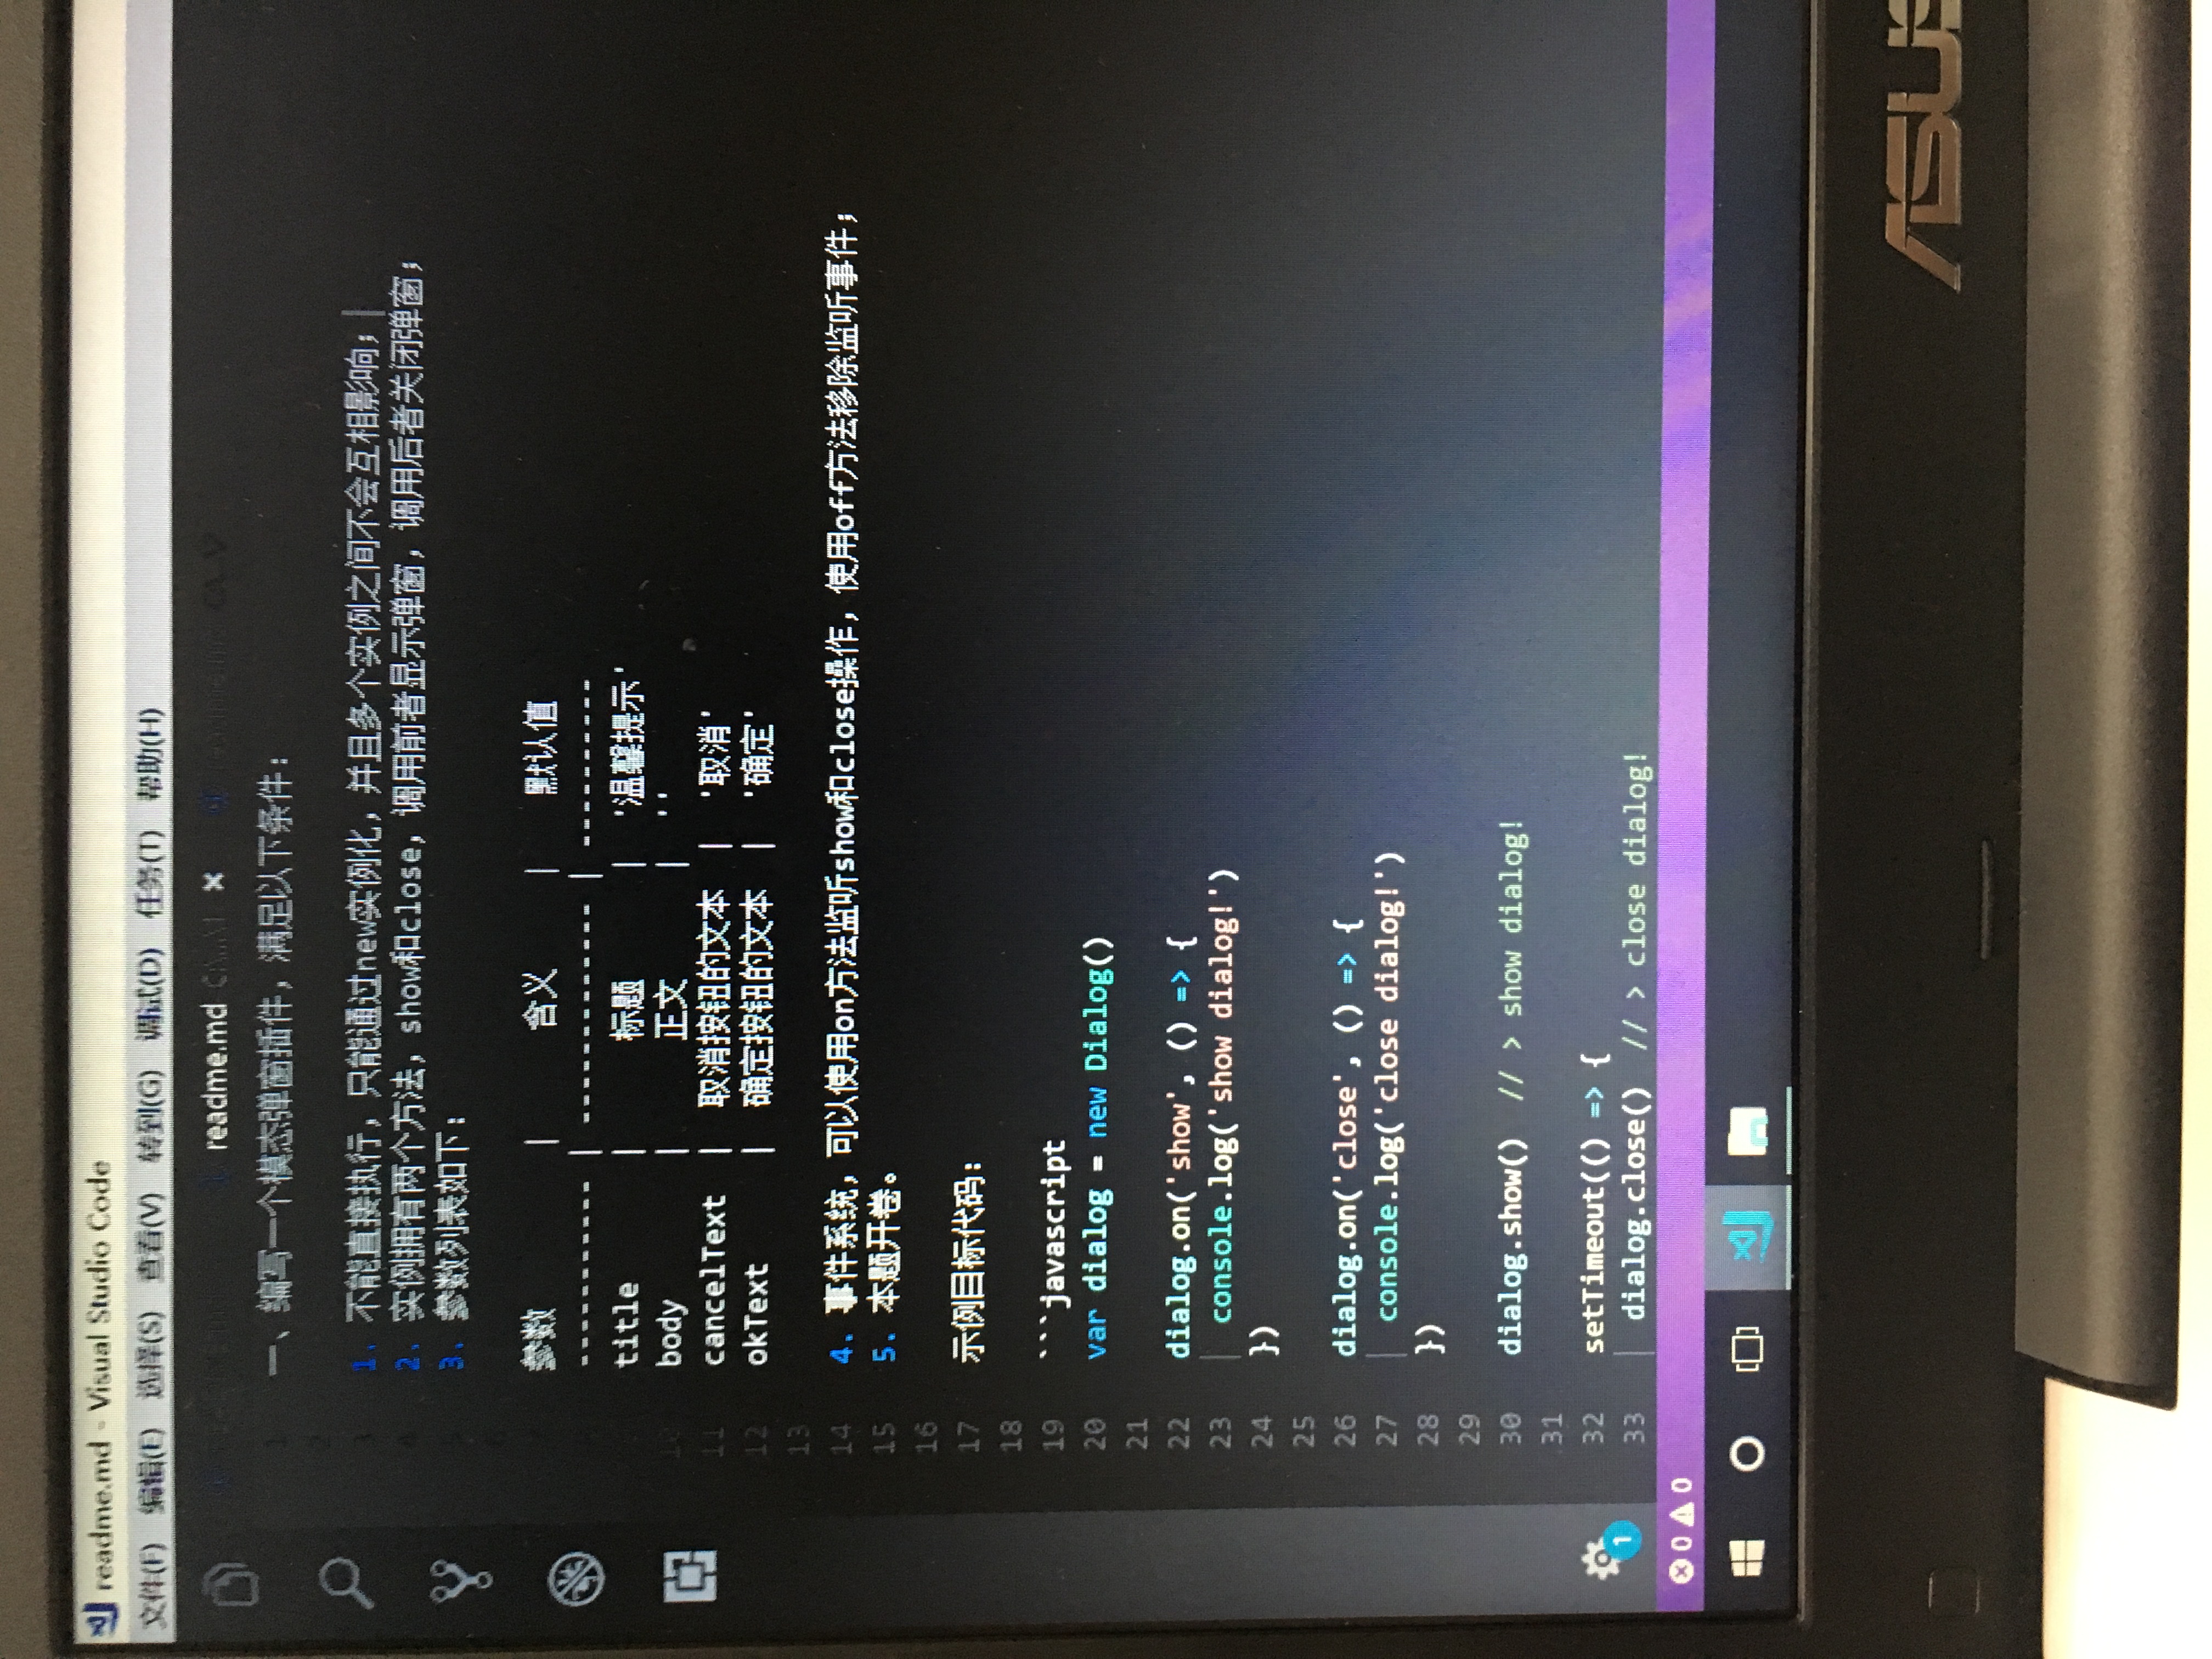 readme.md - Visual Studio Code
文件(F) 编辑(E) 选择(S) 查看(V) 转到(G) 调试(D) 任务(T) 帮助(H)
readme.md C:\...\1 ×
1 一、编写一个模态弹窗插件，满足以下条件：
2
3 1. 不能直接执行，只能通过new实例化，并且多个实例之间不会互相影响；
4 2. 实例拥有两个方法，show和close，调用前者显示弹窗，调用后者关闭弹窗；
3. 参数列表如下：
参数 | 含义 | 默认值
----------- | ------------- | ----------
title | 标题 | '温馨提示'
10 body | 正文 | ''
11 cancelText | 取消按钮的文本 | '取消'
12 okText | 确定按钮的文本 | '确定'
13
14 4. 事件系统，可以使用on方法监听show和close操作，使用off方法移除监听事件；
15 5. 本题开卷。
16
17 示例目标代码：
18
19 ```javascript
20 var dialog = new Dialog()
21
22 dialog.on('show', () => {
23 console.log('show dialog!')
24 })
25
26 dialog.on('close', () => {
27 console.log('close dialog!')
28 })
29
30 dialog.show() // > show dialog!
31
32 setTimeout(() => {
33 dialog.close() // > close dialog!
1
0 0
ASUS